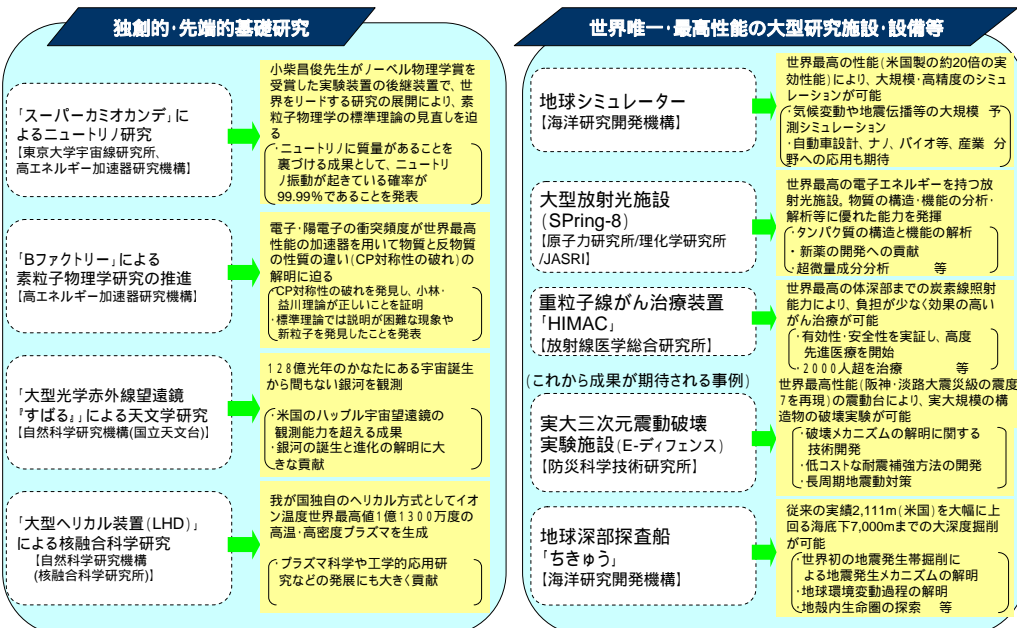 独創的・先端的基礎研究
「スーパーカミオカンデ」に
よるニュートリノ研究
【東京大学宇宙線研究所、
高エネルギー加速器研究機構】
小柴昌俊先生がノーベル物理学賞を
受賞した実験装置の後継装置で、世
界をリードする研究の展開により、素
粒子物理学の標準理論の見直しを迫
る
・ニュートリノに質量があることを
裏づける成果として、ニュートリ
ノ振動が起きている確率が
99.99%であることを発表
「Bファクトリー」による
素粒子物理学研究の推進
【高エネルギー加速器研究機構】
電子・陽電子の衝突頻度が世界最高
性能の加速器を用いて物質と反物質
の性質の違い(CP対称性の破れ)の
解明に迫る
・CP対称性の破れを発見し、小林・
益川理論が正しいことを証明
・標準理論では説明が困難な現象や
新粒子を発見したことを発表
「大型光学赤外線望遠鏡
『すばる』」による天文学研究
【自然科学研究機構(国立天文台)】
128億光年のかなたにある宇宙誕生
から間もない銀河を観測
・米国のハッブル宇宙望遠鏡の
観測能力を超える成果
・銀河の誕生と進化の解明に大
きな貢献
「大型ヘリカル装置(LHD)」
による核融合科学研究
【自然科学研究機構
(核融合科学研究所)】
我が国独自のヘリカル方式としてイオ
ン温度世界最高値1億1300万度の
高温・高密度プラズマを生成
・プラズマ科学や工学的応用研
究などの発展にも大きく貢献
世界唯一・最高性能の大型研究施設・設備等
地球シミュレーター
【海洋研究開発機構】
世界最高の性能(米国製の約20倍の実
効性能)により、大規模・高精度のシミュ
レーションが可能
・気候変動や地震伝播等の大規模 予
測シミュレーション
・自動車設計、ナノ、バイオ等、産業 分
野への応用も期待
大型放射光施設
(SPring-8)
【原子力研究所/理化学研究所
/JASRI】
世界最高の電子エネルギーを持つ放
射光施設。物質の構造・機能の分析・
解析等に優れた能力を発揮
・タンパク質の構造と機能の解析
・新薬の開発への貢献
・超微量成分分析 等
重粒子線がん治療装置
「HIMAC」
【放射線医学総合研究所】
世界最高の体深部までの炭素線照射
能力により、負担が少なく効果の高い
がん治療が可能
・有効性・安全性を実証し、高度
先進医療を開始
・2000人超を治療 等
(これから成果が期待される事例)
実大三次元震動破壊
実験施設(E-ディフェンス)
【防災科学技術研究所】
世界最高性能(阪神・淡路大震災級の震度
7を再現)の震動台により、実大規模の構
造物の破壊実験が可能
・破壊メカニズムの解明に関する
技術開発
・低コストな耐震補強方法の開発
・長周期地震動対策
地球深部探査船
「ちきゅう」
【海洋研究開発機構】
従来の実績2,111m(米国)を大幅に上
回る海底下7,000mまでの大深度掘削
が可能
・世界初の地震発生帯掘削に
よる地震発生メカニズムの解明
・地球環境変動過程の解明
・地殻内生命圏の探索 等